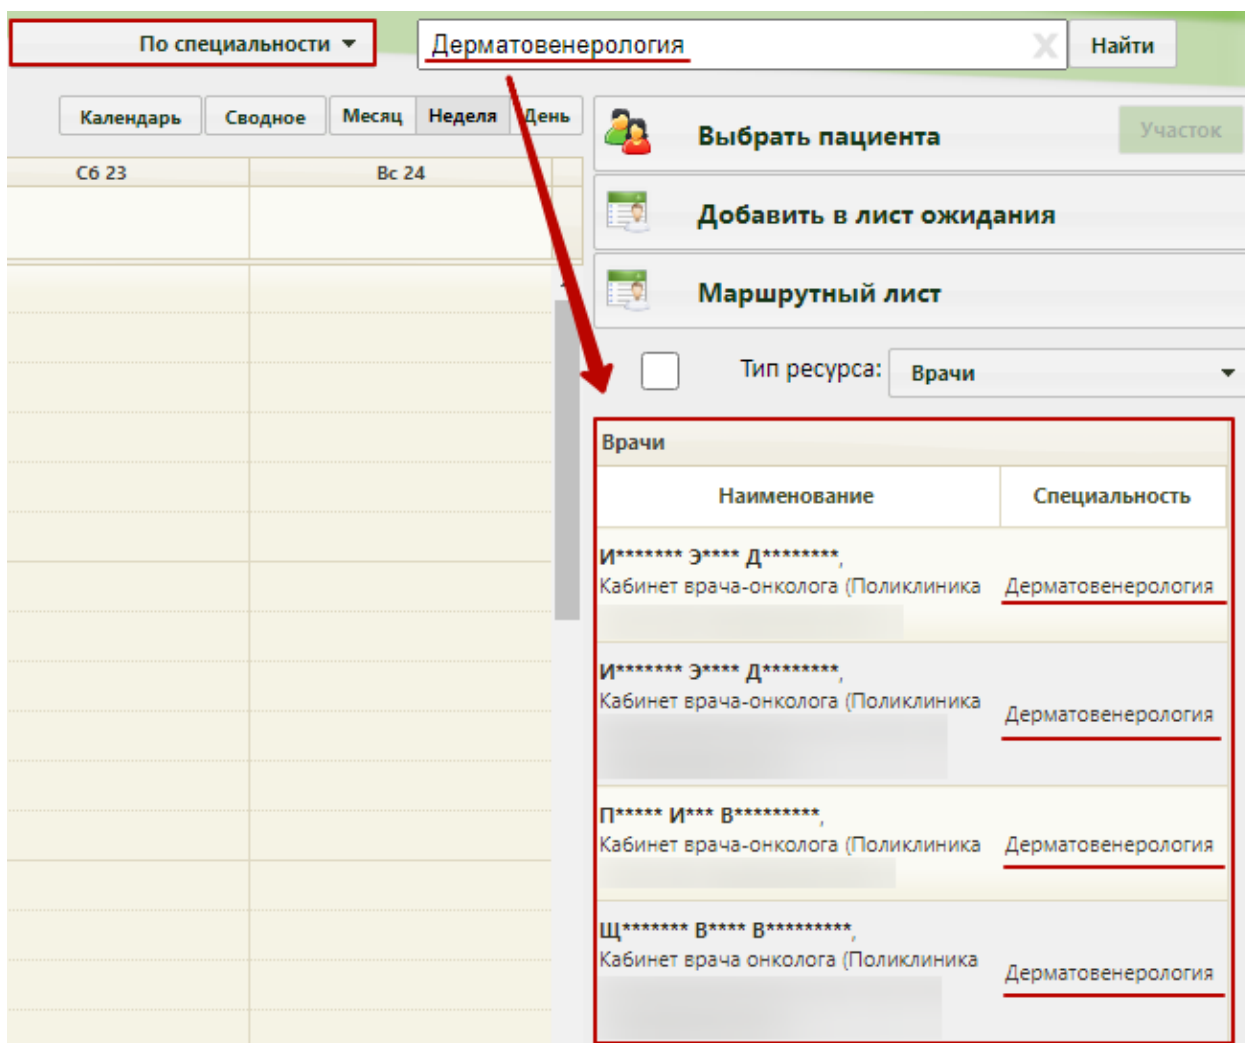 По специальности
Дерматовенерология
X
Найти
Календарь
Сводное
Месяц
Неделя
День
Сб 23
Вс 24
Выбрать пациента
Участок
Добавить в лист ожидания
Маршрутный лист
Тип ресурса:
Врачи
Врачи
Наименование
Специальность
И******* Э**** Д********,
Кабинет врача-онколога (Поликлиника
Дерматовенерология
И******* Э**** Д********,
Кабинет врача-онколога (Поликлиника
Дерматовенерология
П***** И*** В*********,
Кабинет врача-онколога (Поликлиника
Дерматовенерология
Щ******* В**** В*********,
Кабинет врача онколога (Поликлиника
Дерматовенерология